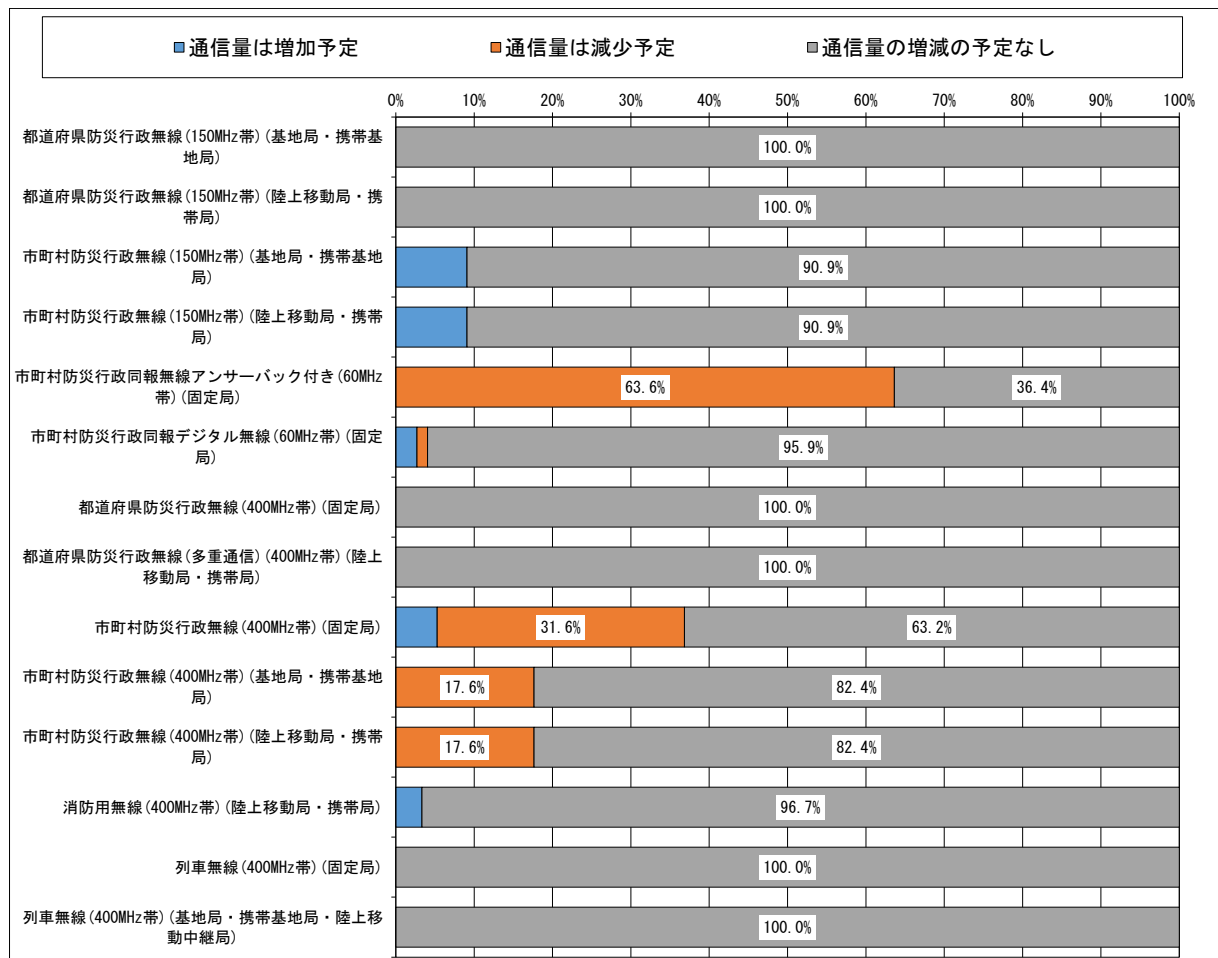 ■通信量は増加予定 ■通信量は減少予定 ■通信量の増減の予定なし
0% 10% 20% 30% 40% 50% 60% 70% 80% 90% 100%
都道府県防災行政無線(150MHz帯)(基地局・携帯基
地局)
100.0%
都道府県防災行政無線(150MHz帯)(陸上移動局・携
帯局)
100.0%
市町村防災行政無線(150MHz帯)(基地局・携帯基地
局)
90.9%
市町村防災行政無線(150MHz帯)(陸上移動局・携帯
局)
90.9%
市町村防災行政同報無線アンサーバック付き(60MHz
帯)(固定局)
63.6% 36.4%
市町村防災行政同報デジタル無線(60MHz帯)(固定
局)
95.9%
都道府県防災行政無線(400MHz帯)(固定局)
100.0%
都道府県防災行政無線(多重通信)(400MHz帯)(陸上
移動局・携帯局)
100.0%
市町村防災行政無線(400MHz帯)(固定局)
31.6% 63.2%
市町村防災行政無線(400MHz帯)(基地局・携帯基地
局)
17.6% 82.4%
市町村防災行政無線(400MHz帯)(陸上移動局・携帯
局)
17.6% 82.4%
消防用無線(400MHz帯)(陸上移動局・携帯局)
96.7%
列車無線(400MHz帯)(固定局)
100.0%
列車無線(400MHz帯)(基地局・携帯基地局・陸上移
動中継局)
100.0%